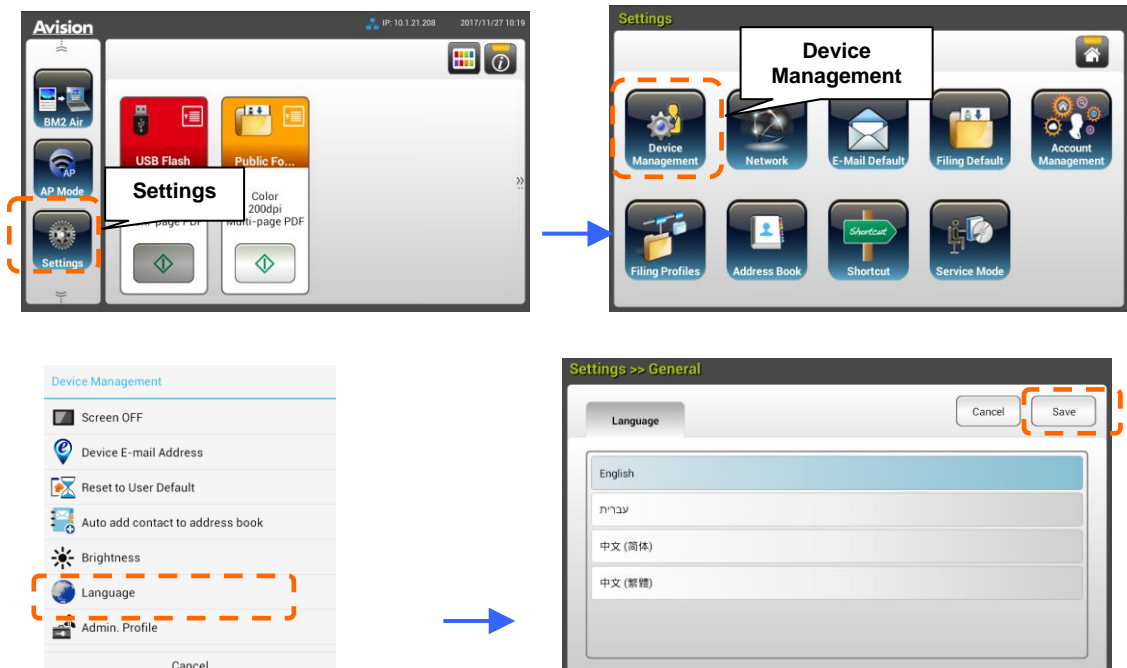 Avision
IP: 10.1.21.208 2017/11/27 10:19
BM2 Air
AP
AP Mode
Settings
USB Flash
Public Fo...
Settings
Color
200dpi
Multi-page PDF
Settings
Device
Management
Device
Management
Network
E-Mail Default
Filing Default
Account
Management
Filing Profiles
Address Book
Shortcut
Shortcut
Service Mode
Device Management
Screen OFF
Device E-mail Address
Reset to User Default
Auto add contact to address book
Brightness
Language
Admin. Profile
Cancel
Settings >> General
Language
Cancel
Save
English
עברית
中文 (简体)
中文 (繁體)